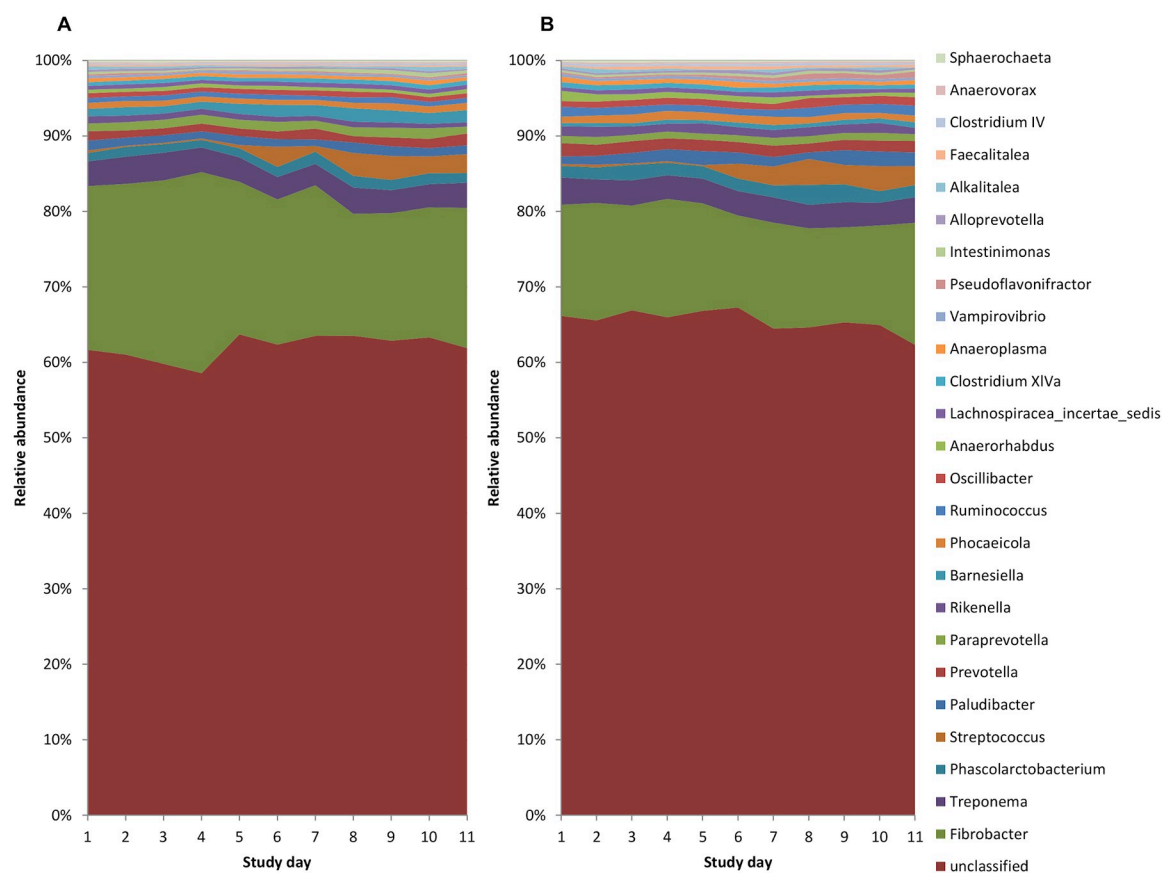 A
B
100%
90%
80%
70%
60%
50%
40%
30%
20%
10%
0%
Relative abundance
1 2 3 4 5 6 7 8 9 10 11
Study day
100%
90%
80%
70%
60%
50%
40%
30%
20%
10%
0%
Relative abundance
1 2 3 4 5 6 7 8 9 10 11
Study day
Sphaerochaeta
Anaerovorax
Clostridium IV
Faecalitalea
Alkalitalea
Alloprevotella
Intestinimonas
Pseudoflavonifractor
Vampirovibrio
Anaeroplasma
Clostridium XlVa
Lachnospiracea_incertae_sedis
Anaerorhabdus
Oscillibacter
Ruminococcus
Phocaeicola
Barnesiella
Rikenella
Paraprevotella
Prevotella
Paludibacter
Streptococcus
Phascolarctobacterium
Treponema
Fibrobacter
unclassified